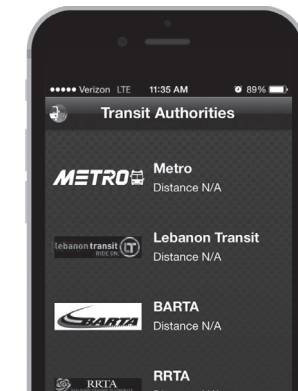 Verizon LTE 11:35 AM 89%
Transit Authorities
METRO
Metro
Distance N/A
lebanon transit LT
RIDE ON.
Lebanon Transit
Distance N/A
BARTA
BARTA
Distance N/A
RRTA
RRTA